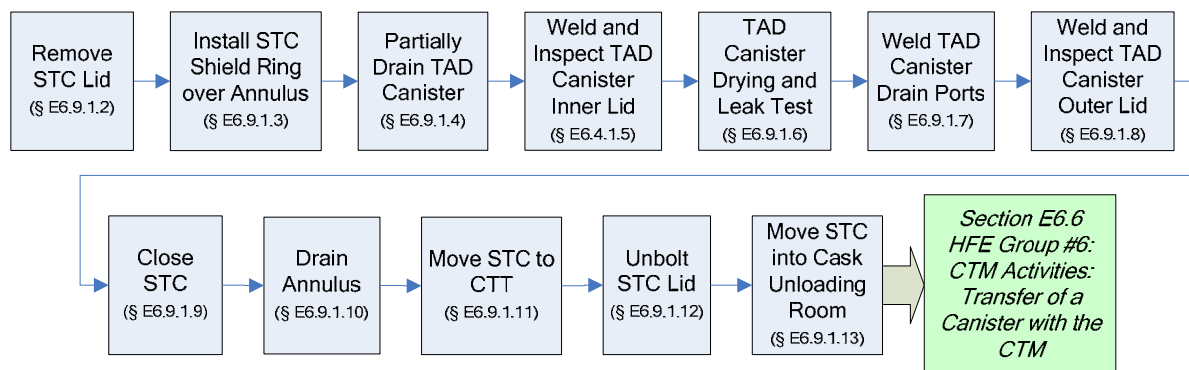 Remove
STC Lid
(§ E6.9.1.2)
Install STC
Shield Ring
over Annulus
(§ E6.9.1.3)
Partially
Drain TAD
Canister
(§ E6.9.1.4)
Weld and
Inspect TAD
Canister
Inner Lid
(§ E6.4.1.5)
TAD
Canister
Drying and
Leak Test
(§ E6.9.1.6)
Weld TAD
Canister
Drain Ports
(§ E6.9.1.7)
Weld and
Inspect TAD
Canister
Outer Lid
(§ E6.9.1.8)
Close
STC
(§ E6.9.1.9)
Drain
Annulus
(§ E6.9.1.10)
Move STC to
CTT
(§ E6.9.1.11)
Unbolt
STC Lid
(§ E6.9.1.12)
Move STC
into Cask
Unloading
Room
(§ E6.9.1.13)
Section E6.6
HFE Group #6:
CTM Activities:
Transfer of a
Canister with the
CTM